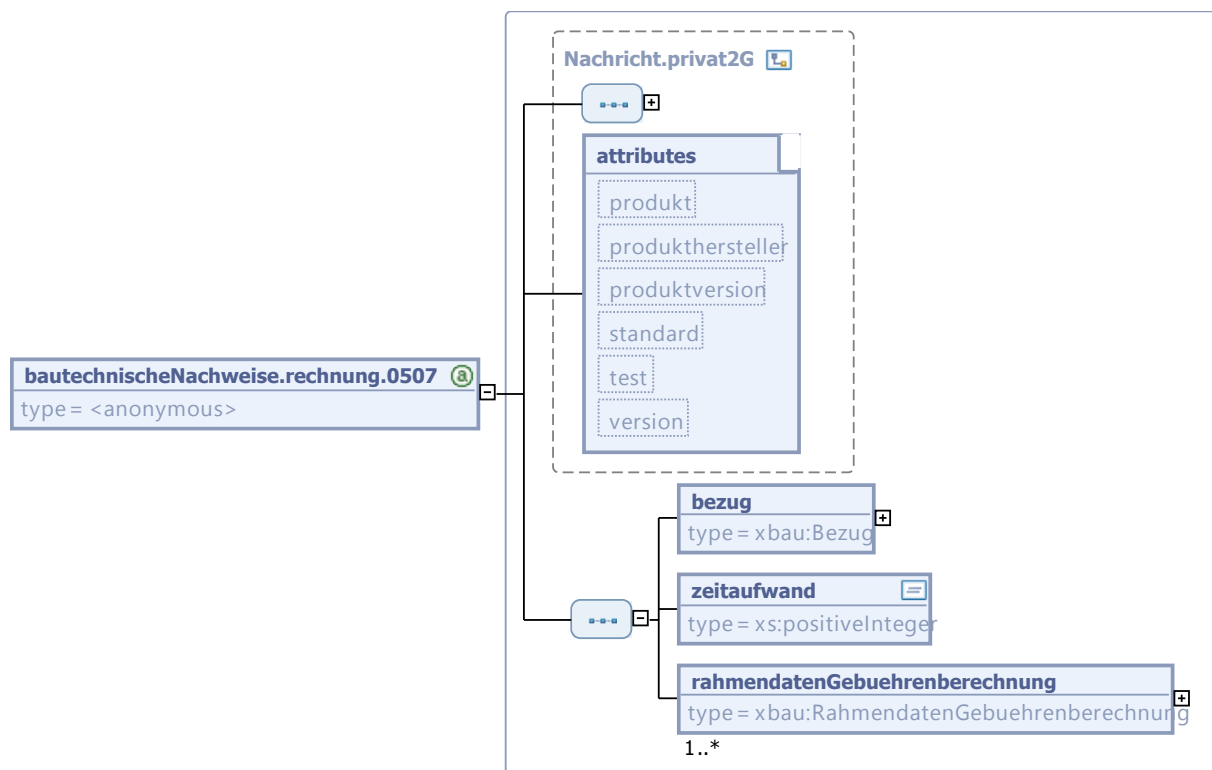 Nachricht.privat2G
attributes
produkt
produkthersteller
produktversion
standard
test
version
bautechnischeNachweise.rechnung.0507 a
type = <anonymous>
bezug
type = xbau:Bezug
zeitaufwand
type = xs:positiveInteger
rahmendatenGebuehrenberechnung
type = xbau:RahmendatenGebuehrenberechnung
1..*